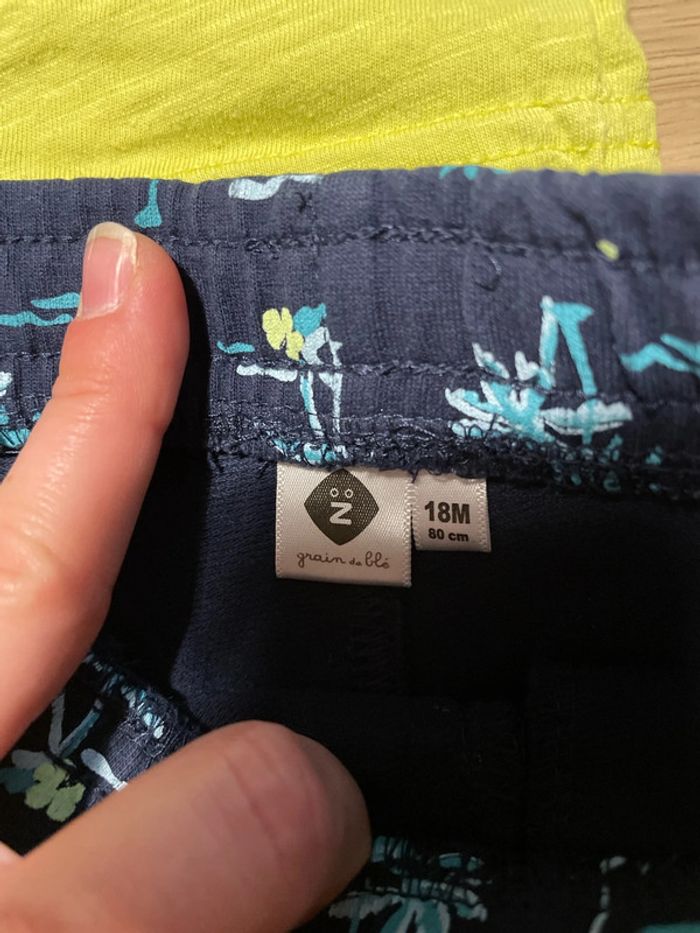 Z
grain de blé
18M
80 cm